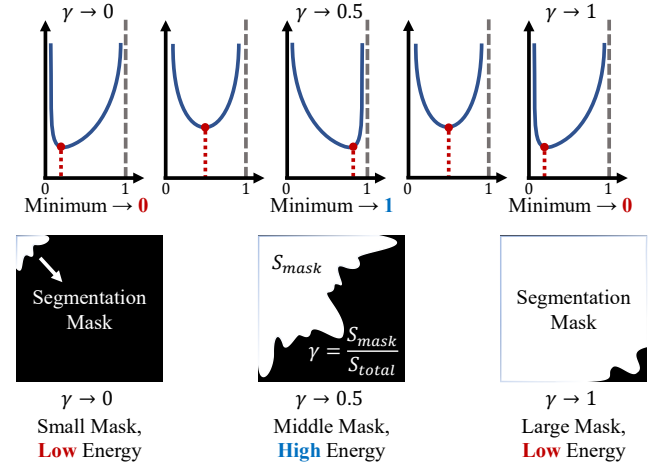 γ → 0
γ → 0.5
γ → 1
0 1
0 1
0 1
0 1
0 1
Minimum → 0
Minimum → 1
Minimum → 0
Segmentation
Mask
S_mask
γ = S_mask / S_total
Segmentation
Mask
γ → 0
Small Mask,
Low Energy
γ → 0.5
Middle Mask,
High Energy
γ → 1
Large Mask,
Low Energy